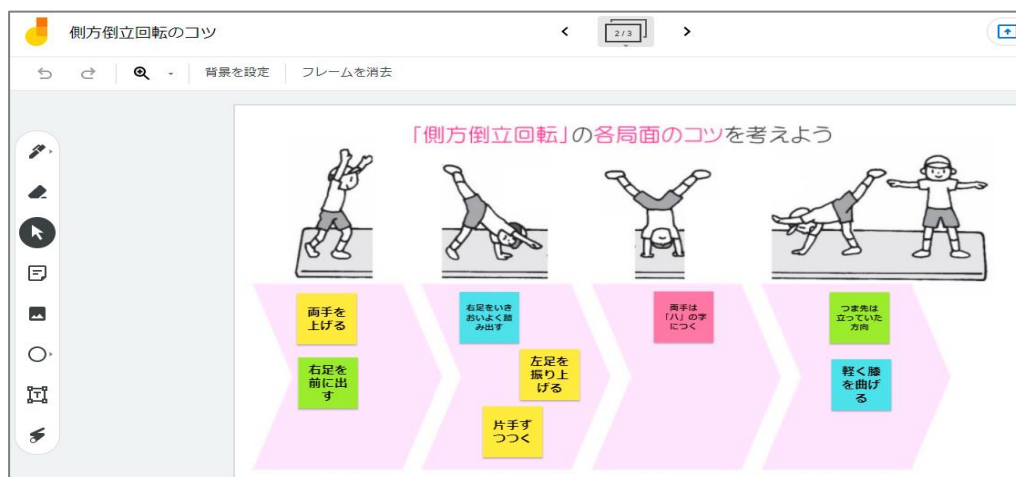 側方倒立回転のコツ
2 / 3
背景を設定
フレームを消去
「側方倒立回転」の各局面のコツを考えよう
両手を
上げる
右足を
前に出
す
右足をいき
おいよく踏
み出す
左足を
振り上
げる
片手ず
つつく
両手は
「ハ」の字
につく
つま先は
立っていた
方向
軽く膝
を曲げ
る